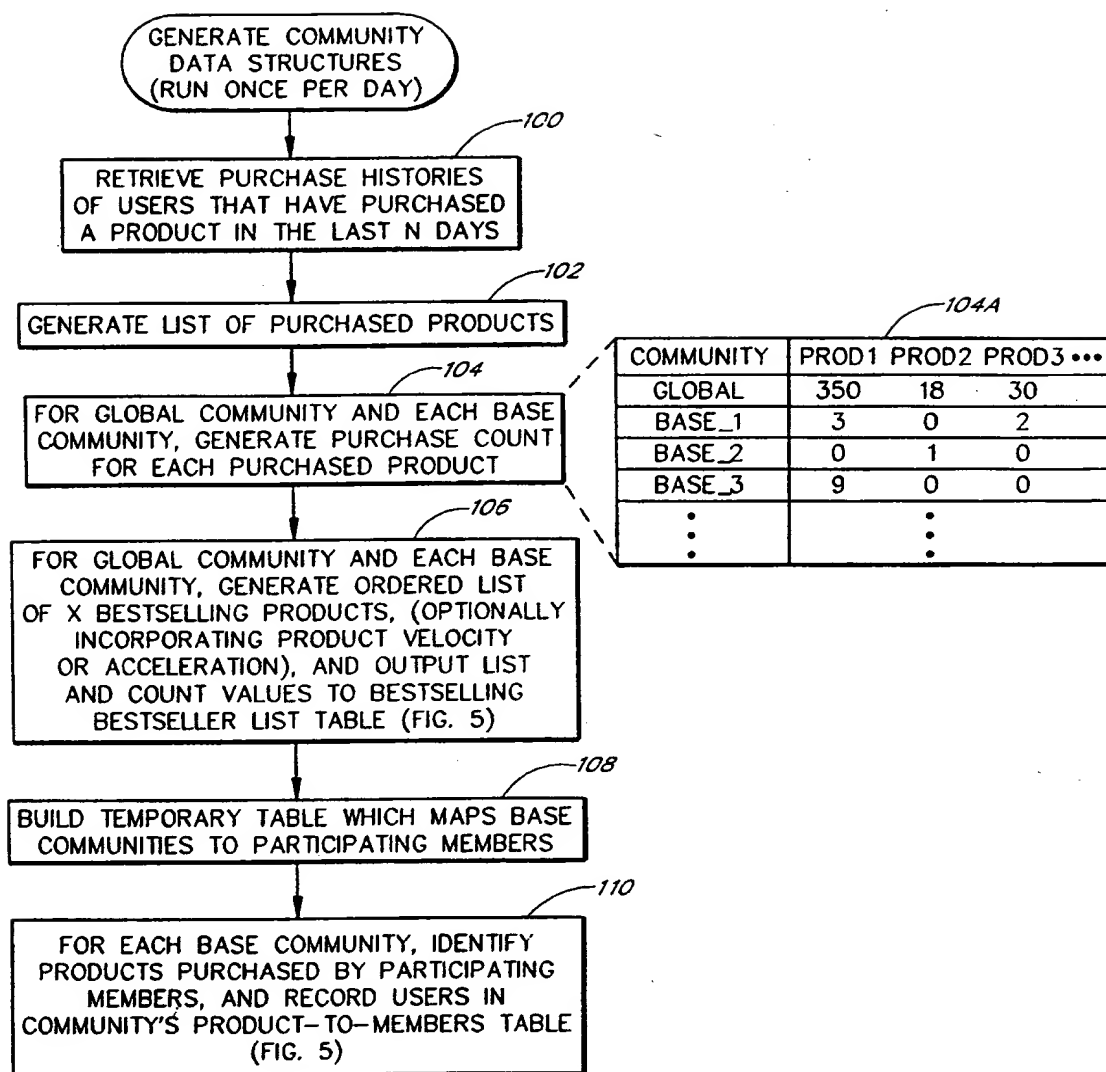 GENERATE COMMUNITY
DATA STRUCTURES
(RUN ONCE PER DAY)
100
RETRIEVE PURCHASE HISTORIES
OF USERS THAT HAVE PURCHASED
A PRODUCT IN THE LAST N DAYS
102
GENERATE LIST OF PURCHASED PRODUCTS
104
FOR GLOBAL COMMUNITY AND EACH BASE
COMMUNITY, GENERATE PURCHASE COUNT
FOR EACH PURCHASED PRODUCT
104A
COMMUNITY PROD1 PROD2 PROD3 •••
GLOBAL 350 18 30
BASE_1 3 0 2
BASE_2 0 1 0
BASE_3 9 0 0
106
FOR GLOBAL COMMUNITY AND EACH BASE
COMMUNITY, GENERATE ORDERED LIST
OF X BESTSELLING PRODUCTS, (OPTIONALLY
INCORPORATING PRODUCT VELOCITY
OR ACCELERATION), AND OUTPUT LIST
AND COUNT VALUES TO BESTSELLING
BESTSELLER LIST TABLE (FIG. 5)
108
BUILD TEMPORARY TABLE WHICH MAPS BASE
COMMUNITIES TO PARTICIPATING MEMBERS
110
FOR EACH BASE COMMUNITY, IDENTIFY
PRODUCTS PURCHASED BY PARTICIPATING
MEMBERS, AND RECORD USERS IN
COMMUNITY'S PRODUCT-TO-MEMBERS TABLE
(FIG. 5)